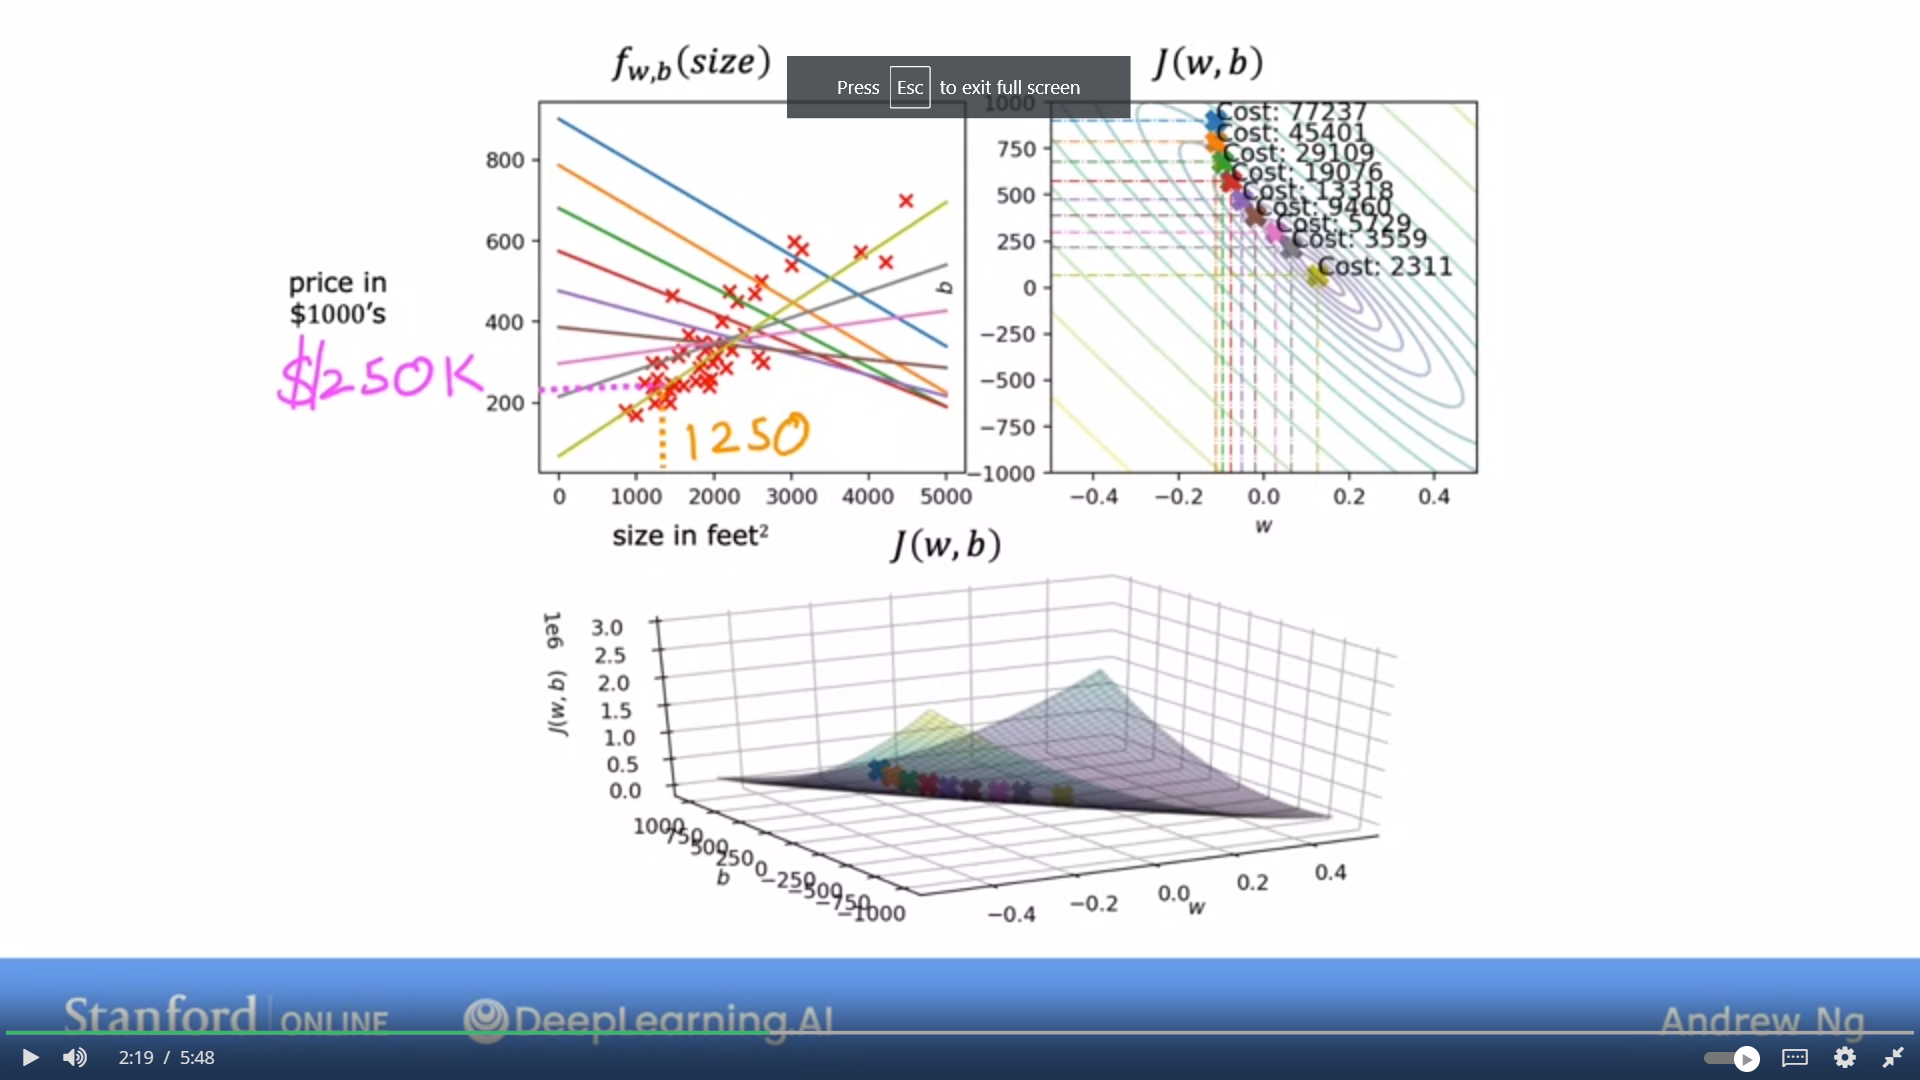 f_{w,b}(size)
J(w, b)
Press Esc to exit full screen
price in
$1000's
$250K
800
600
400
200
0 1000 2000 3000 4000 5000
size in feet²
1250
1000
750
500
250
0
−250
−500
−750
−1000
b
−0.4 −0.2 0.0 0.2 0.4
w
Cost: 77237
Cost: 45401
Cost: 29109
Cost: 19076
Cost: 13318
Cost: 9460
Cost: 5729
Cost: 3559
Cost: 2311
J(w, b)
1e6
J(w, b)
3.0
2.5
2.0
1.5
1.0
0.5
0.0
1000
750
500
250
0
−250
−500
−750
−1000
b
−0.4 −0.2 0.0 0.2 0.4
w
Stanford ONLINE DeepLearning.AI Andrew Ng
2:19 / 5:48